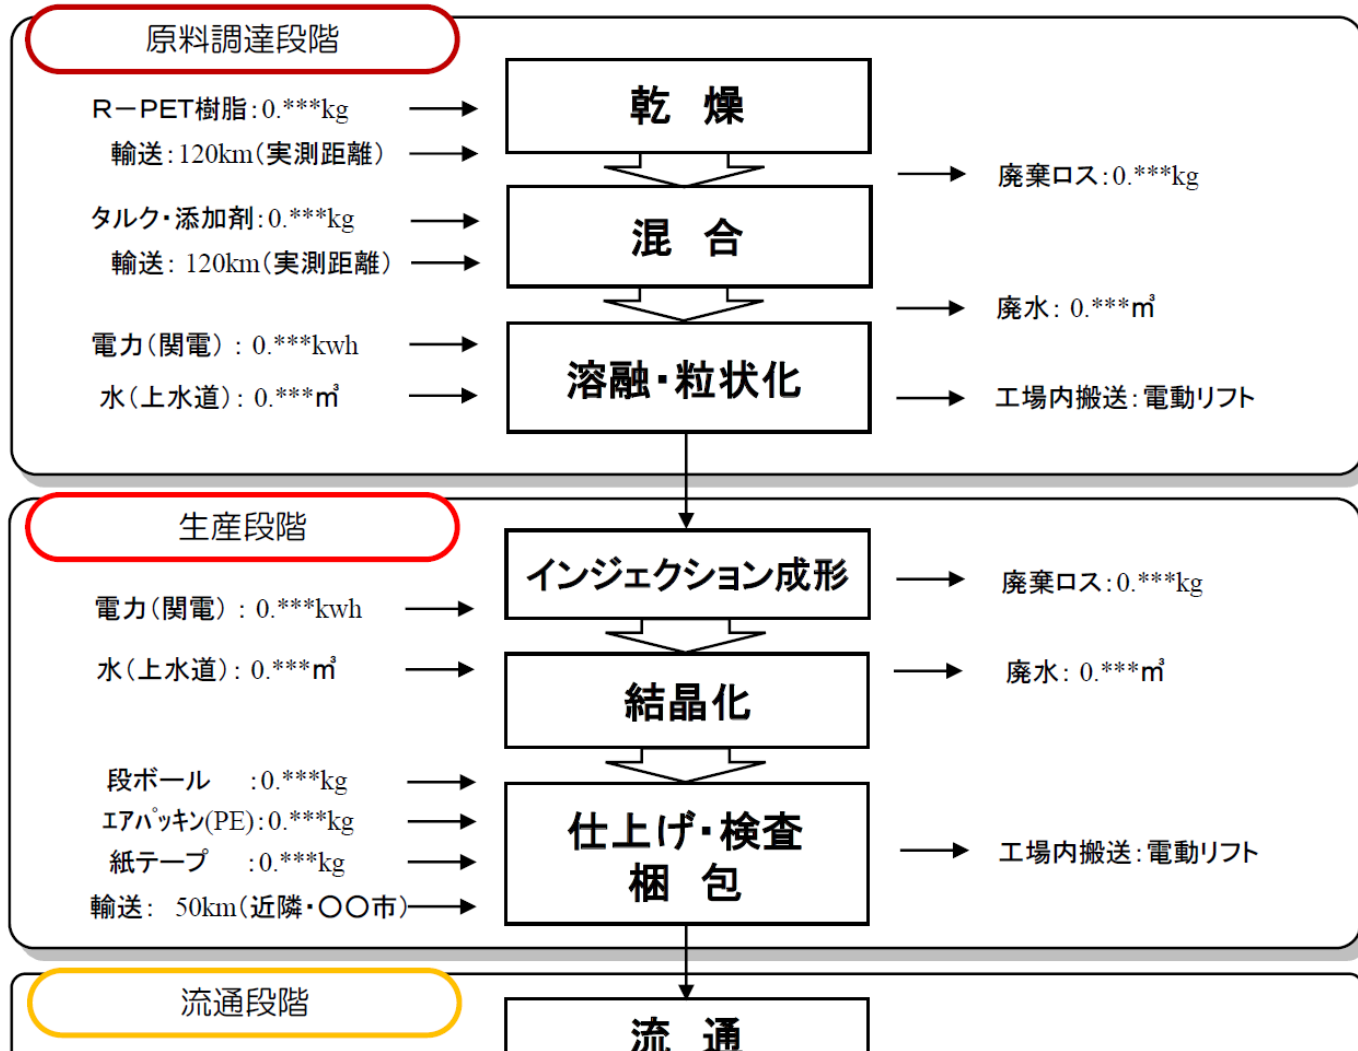 原料調達段階
乾 燥
R－PET樹脂：0.***kg
輸送：120km（実測距離）
廃棄ロス：0.***kg
タルク・添加剤：0.***kg
混 合
輸送：120km（実測距離）
廃水：0.***㎥
電力（関電）：0.***kwh
溶融・粒状化
水（上水道）：0.***㎥
工場内搬送：電動リフト
生産段階
インジェクション成形
廃棄ロス：0.***kg
電力（関電）：0.***kwh
水（上水道）：0.***㎥
廃水：0.***㎥
結晶化
段ボール ：0.***kg
ｴｱﾊﾟｯｷﾝ(PE)：0.***kg
仕上げ・検査
梱 包
紙テープ ：0.***kg
工場内搬送：電動リフト
輸送： 50km（近隣・〇〇市）
流通段階
流 通